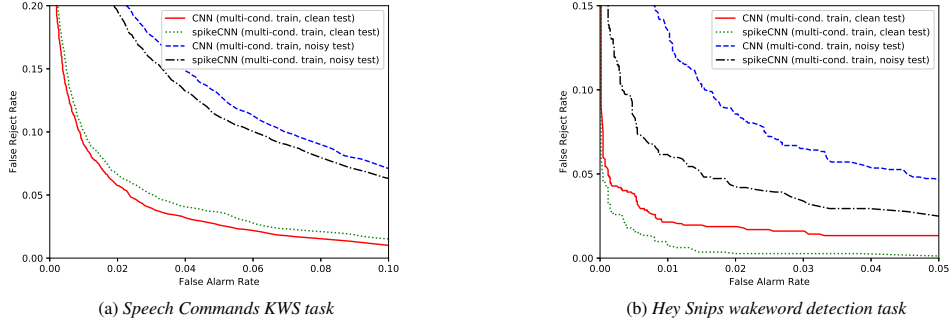 0.20
0.15
0.10
0.05
0.00
False Reject Rate
CNN (multi-cond. train, clean test)
spikeCNN (multi-cond. train, clean test)
CNN (multi-cond. train, noisy test)
spikeCNN (multi-cond. train, noisy test)
0.00 0.02 0.04 0.06 0.08 0.10
False Alarm Rate
(a) Speech Commands KWS task
0.15
0.10
0.05
0.00
False Reject Rate
CNN (multi-cond. train, clean test)
spikeCNN (multi-cond. train, clean test)
CNN (multi-cond. train, noisy test)
spikeCNN (multi-cond. train, noisy test)
0.00 0.01 0.02 0.03 0.04 0.05
False Alarm Rate
(b) Hey Snips wakeword detection task